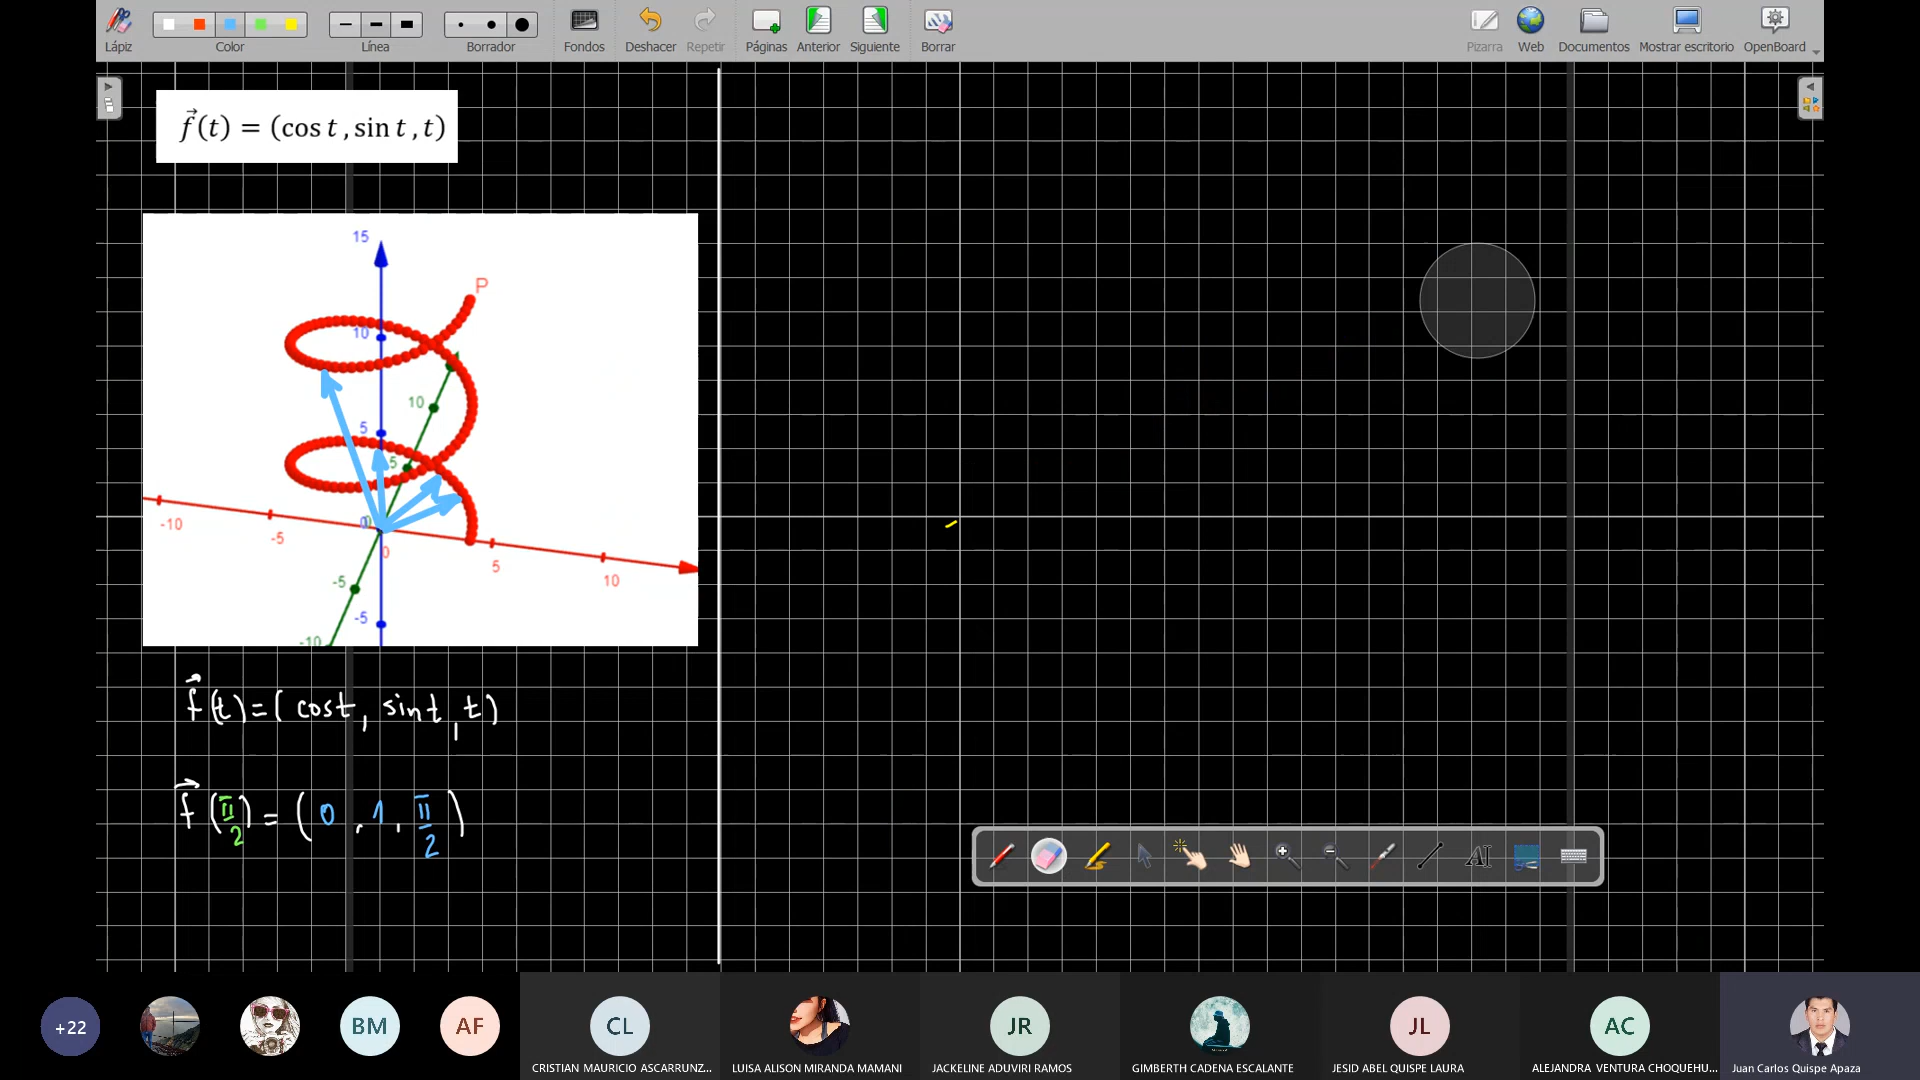 Lápiz Color Línea Borrador Fondos Deshacer Repetir Páginas Anterior Siguiente Borrar Pizarra Web Documentos Mostrar escritorio OpenBoard
f⃗(t) = (cos t , sin t , t)
15
P
10
10
5
5
0
-10
-5
0
5
10
-5
-5
-10
f⃗(t) = ( cos t, sin t, t)
f⃗(π/2) = ( 0 , 1, π/2 )
AI
+22 BM AF CL JR JL AC
CRISTIAN MAURICIO ASCARRUNZ... LUISA ALISON MIRANDA MAMANI JACKELINE ADUVIRI RAMOS GIMBERTH CADENA ESCALANTE JESID ABEL QUISPE LAURA ALEJANDRA VENTURA CHOQUEHU... Juan Carlos Quispe Apaza